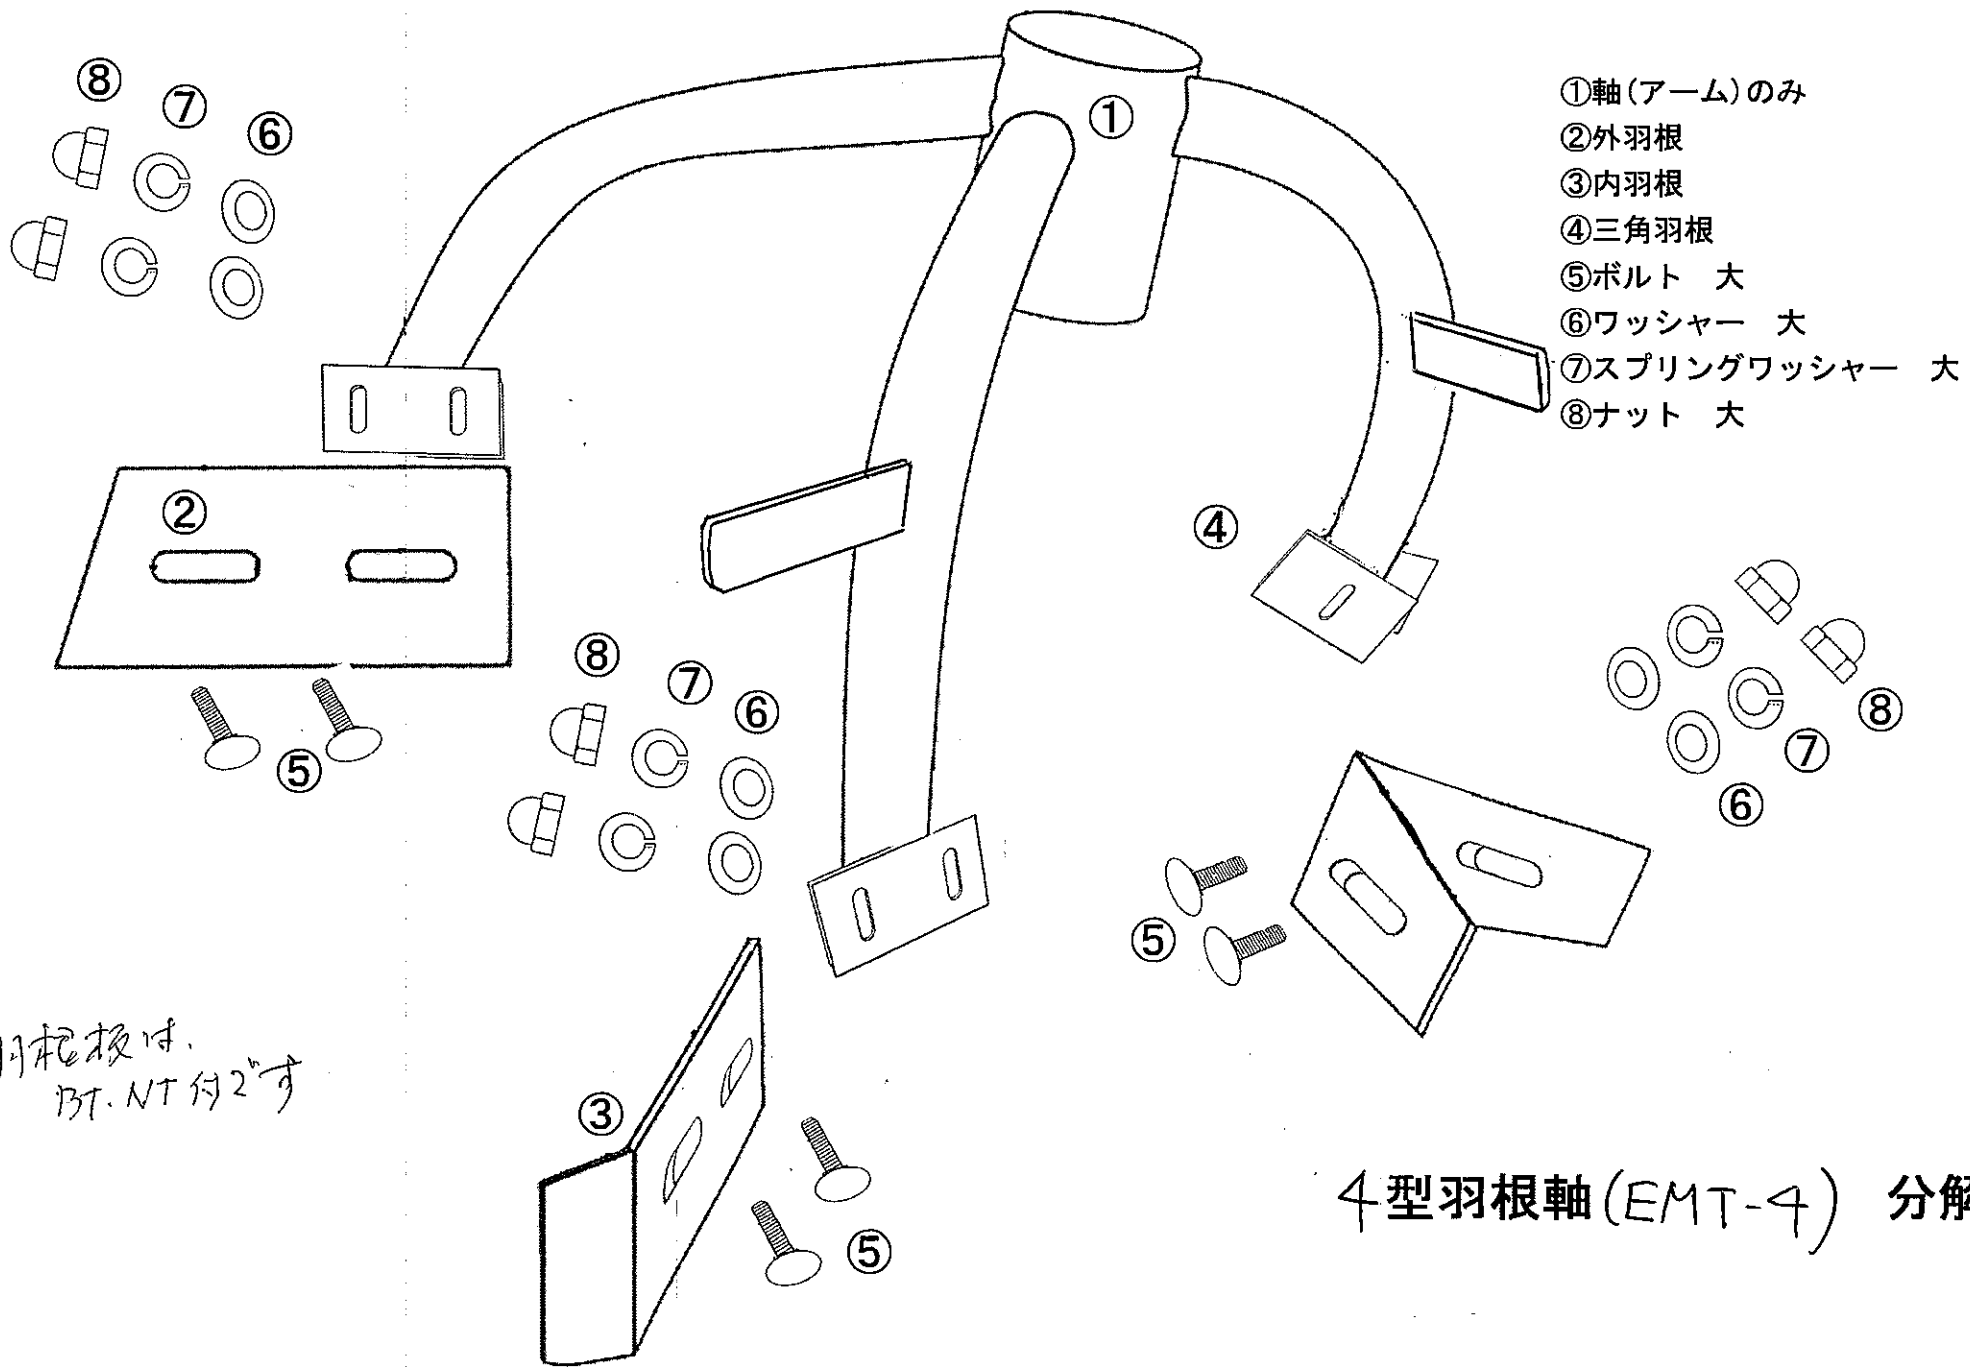 ⑧
⑦
⑥
①
①軸(アーム)のみ
②外羽根
③内羽根
④三角羽根
⑤ボルト 大
⑥ワッシャー 大
⑦スプリングワッシャー 大
⑧ナット 大
②
④
⑤
⑧
⑦
⑥
⑧
⑦
⑥
⑤
③
⑤
羽根板は、
BT.NT付です
4型羽根軸(EMT-4) 分解